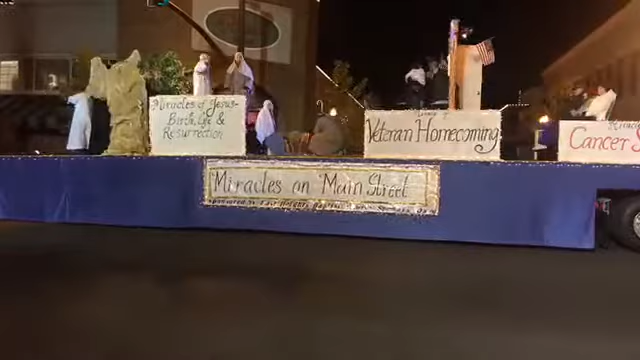 Miracles of Jesus-
Birth, Life &
Resurrection
Veteran Homecoming
Cancer
Miracles on Main Street